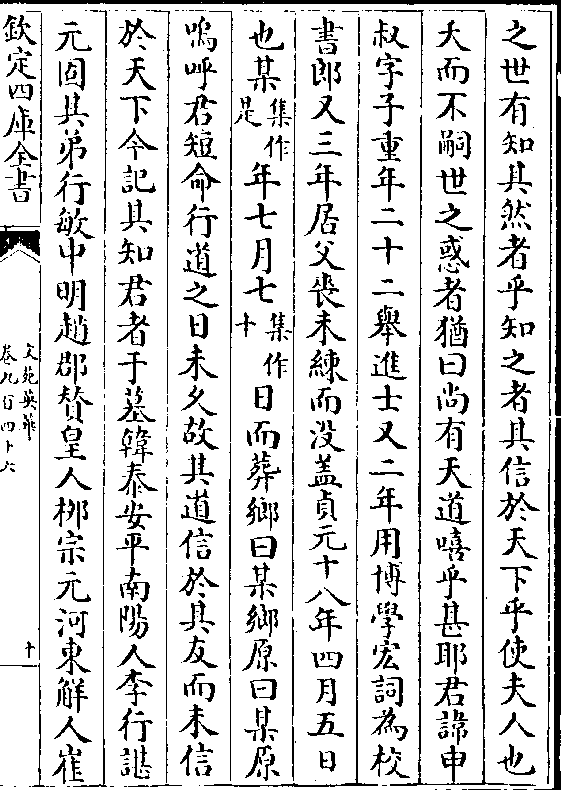 之世有知其然者乎知之者其信於天下乎使夫人也
夭而不嗣世之惑者猶曰尚有天道嘻乎甚耶君諱申
叔字子重年二十二舉進士又二年用博學宏詞為校
書郎又三年居父喪未練而没蓋貞元十八年四月五日
也某集作是年七月七集作十日而葬鄉曰某鄉原曰某原
嗚呼君短命行道之日未久故其道信於其友而未信
於天下今記其知君者于墓韓泰安平南陽人李行諶
元固其弟行敏中明趙郡贊皇人栁宗元河東解人崔
欽定四庫全書
文苑英華
卷九百四十六
十